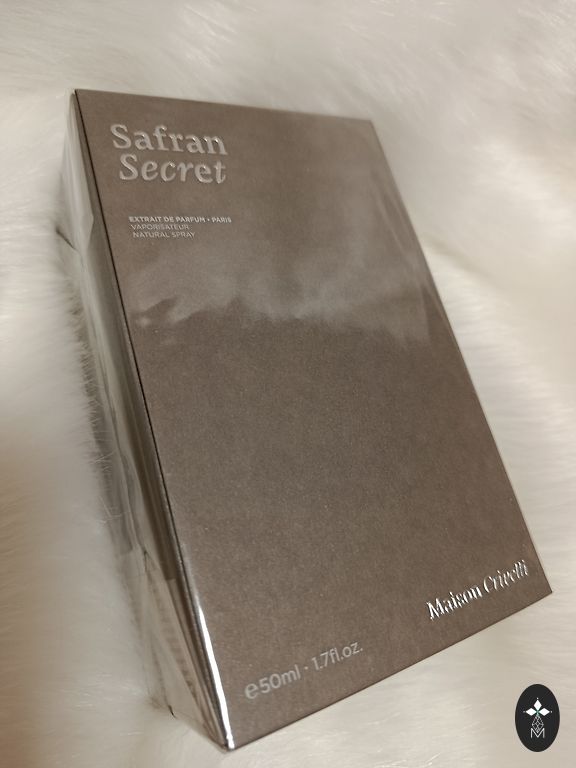 Safran
Secret
EXTRAIT DE PARFUM • PARIS
VAPORISATEUR
NATURAL SPRAY
Maison Crivelli
℮50ml · 1.7fl.oz.
M